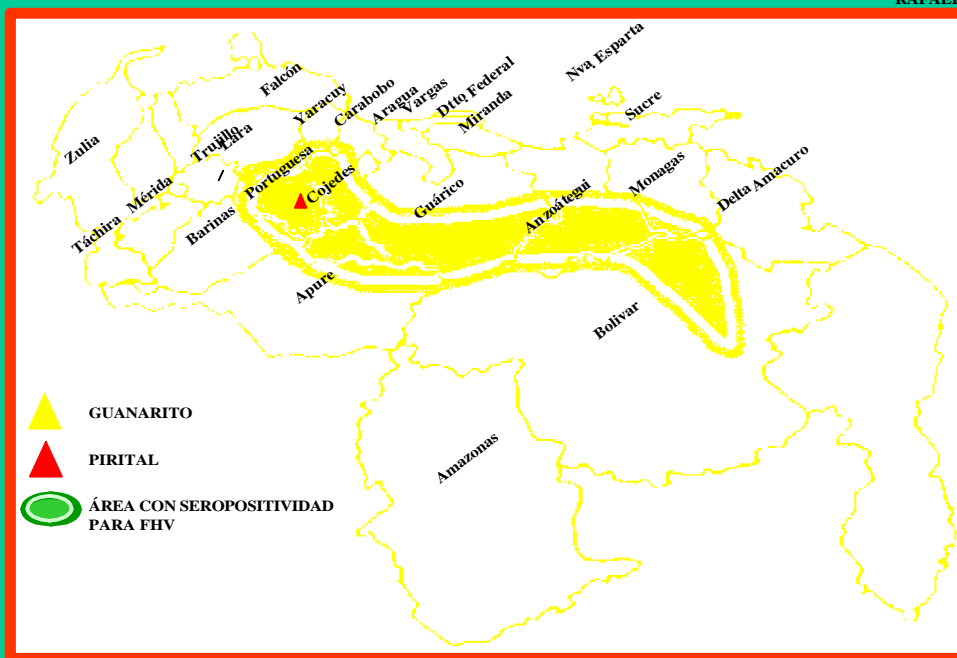 Nva Esparta
Falcón
Yaracuy
Carabobo
Aragua
Vargas
Dtto Federal
Miranda
Sucre
Zulia
Trujillo
Lara
Portuguesa
Cojedes
Guárico
Anzoátegui
Monagas
Delta Amacuro
Mérida
Táchira
Barinas
Apure
Bolivar
Amazonas
GUANARITO
PIRITAL
ÁREA CON SEROPOSITIVIDAD
PARA FHV